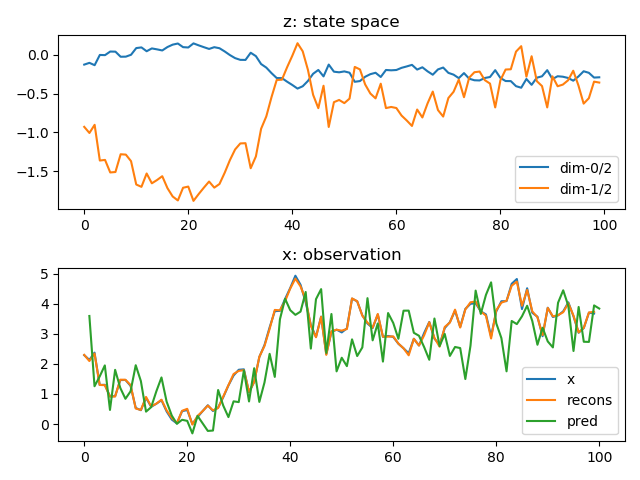 z: state space
0.0
−0.5
−1.0
−1.5
dim-0/2
dim-1/2
0 20 40 60 80 100
x: observation
5
4
3
2
1
0
x
recons
pred
0 20 40 60 80 100